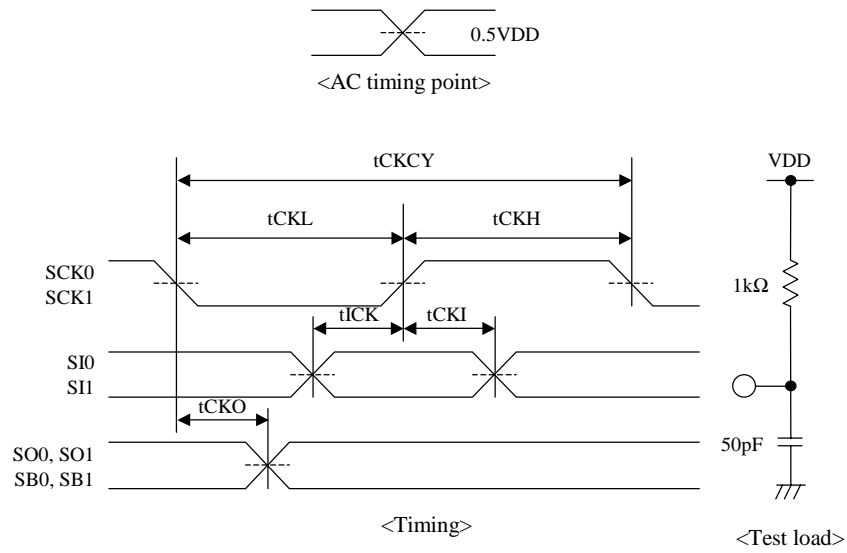 0.5VDD
<AC timing point>
tCKCY
VDD
tCKL
tCKH
SCK0
SCK1
1kΩ
tICK
tCKI
SI0
SI1
tCKO
SO0, SO1
SB0, SB1
50pF
<Timing>
<Test load>